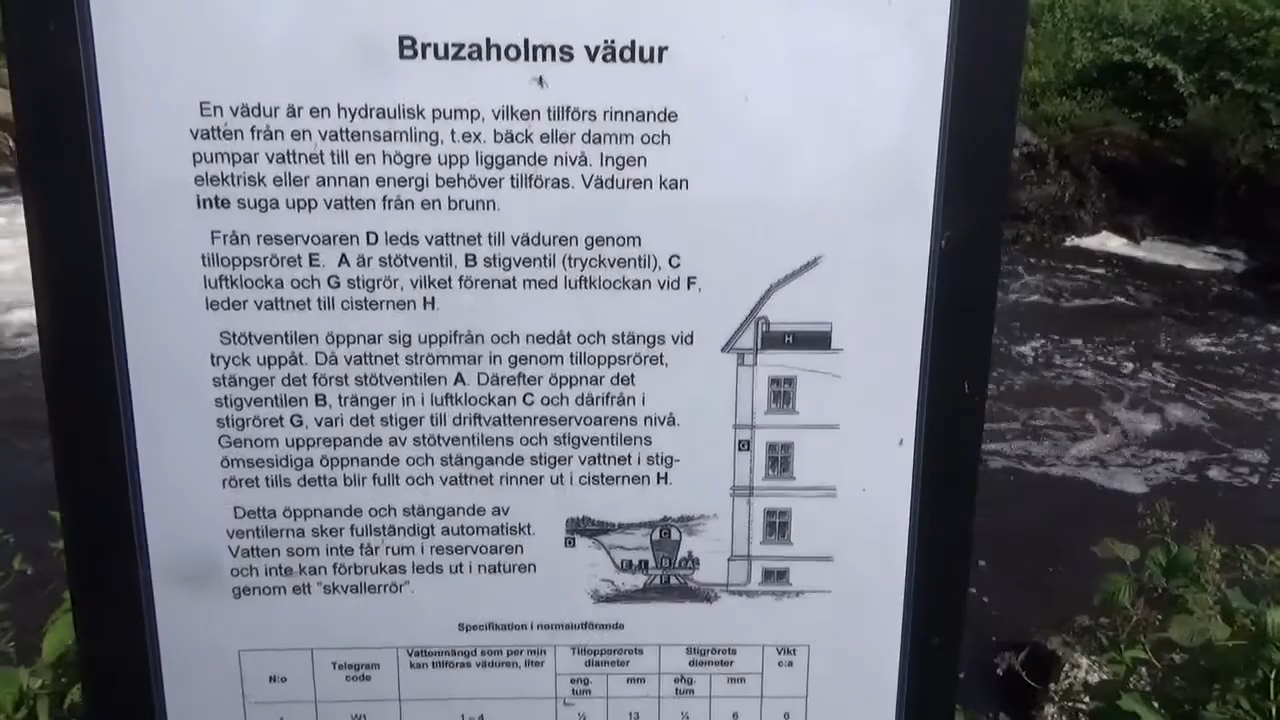 Bruzaholms vädur
En vädur är en hydraulisk pump, vilken tillförs rinnande
vatten från en vattensamling, t.ex. bäck eller damm och
pumpar vattnet till en högre upp liggande nivå. Ingen
elektrisk eller annan energi behöver tillföras. Väduren kan
inte suga upp vatten från en brunn.
Från reservoaren D leds vattnet till väduren genom
tilloppsröret E. A är stötventil, B stigventil (tryckventil), C
luftklocka och G stigrör, vilket förenat med luftklockan vid F,
leder vattnet till cisternen H.
Stötventilen öppnar sig uppifrån och nedåt och stängs vid
tryck uppåt. Då vattnet strömmar in genom tilloppsröret,
stänger det först stötventilen A. Därefter öppnar det
stigventilen B, tränger in i luftklockan C och därifrån i
stigröret G, vari det stiger till driftvattenreservoarens nivå.
Genom upprepande av stötventilens och stigventilens
ömsesidiga öppnande och stängande stiger vattnet i stig-
röret tills detta blir fullt och vattnet rinner ut i cisternen H.
Detta öppnande och stängande av
ventilerna sker fullständigt automatiskt.
Vatten som inte får rum i reservoaren
och inte kan förbrukas leds ut i naturen
genom ett "skvallerrör".
H
G
D
C
E
B
A
F
Specifikation i normalutförande
N:o
Telegram
code
Vattenmängd som per min
kan tillföras väduren, liter
Tilloppsrörets
diameter
Stigrörets
diameter
Vikt
c:a
eng.
tum
mm
eng.
tum
mm
W1
1 – 4
½
13
¼
6